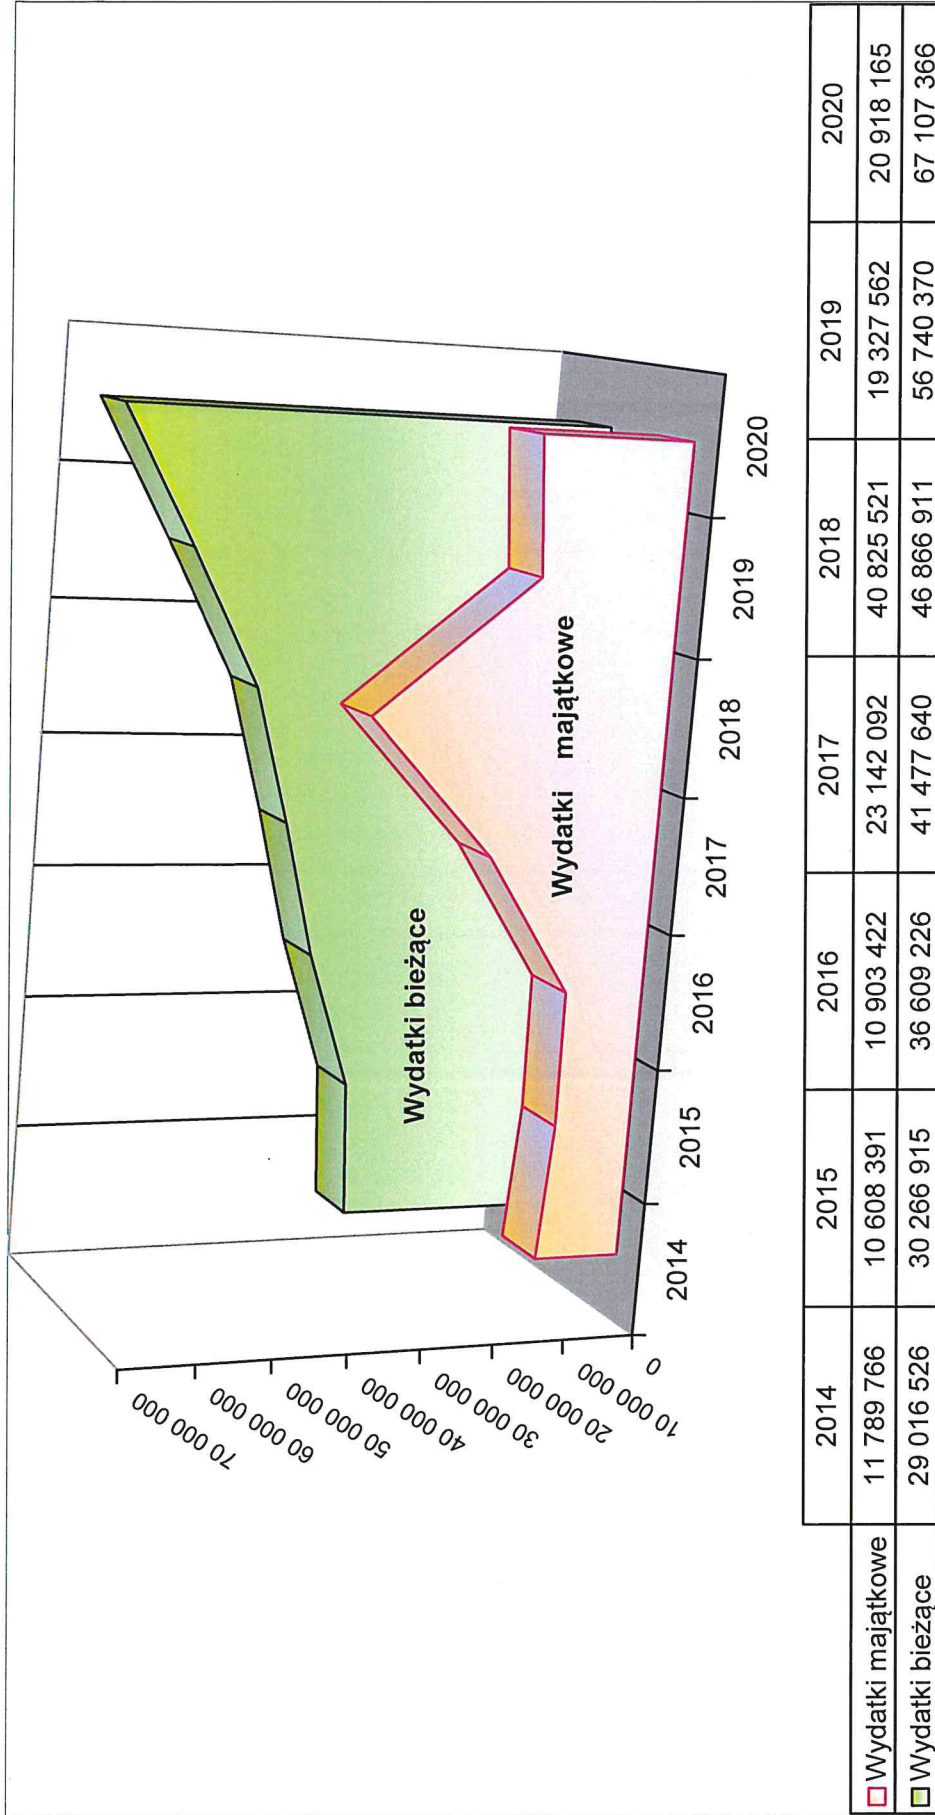 70 000 000
60 000 000
50 000 000
40 000 000
30 000 000
20 000 000
10 000 000
0
Wydatki bieżące
Wydatki majątkowe
2014 2015 2016 2017 2018 2019 2020
2014 2015 2016 2017 2018 2019 2020
Wydatki majątkowe 11 789 766 10 608 391 10 903 422 23 142 092 40 825 521 19 327 562 20 918 165
Wydatki bieżące 29 016 526 30 266 915 36 609 226 41 477 640 46 866 911 56 740 370 67 107 366